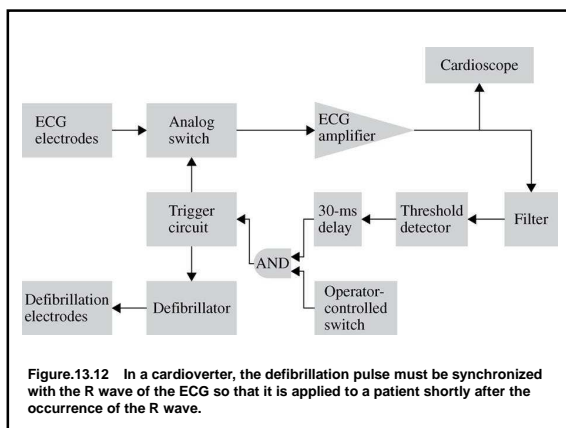 Cardioscope
ECG
electrodes
Analog
switch
ECG
amplifier
Trigger
circuit
30-ms
delay
Threshold
detector
Filter
AND
Defibrillation
electrodes
Defibrillator
Operator-
controlled
switch
Figure.13.12 In a cardioverter, the defibrillation pulse must be synchronized
with the R wave of the ECG so that it is applied to a patient shortly after the
occurrence of the R wave.